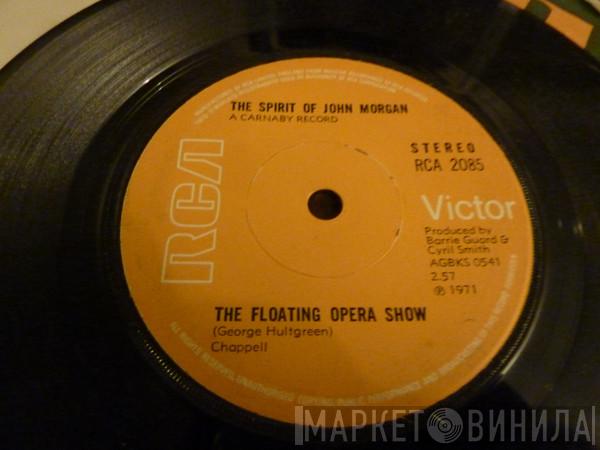 THE SPIRIT OF JOHN MORGAN
A CARNABY RECORD
STEREO
RCA 2085
RCA
Victor
Produced by
Barrie Guard &
Cyril Smith
AGBKS 0541
2.57
℗ 1971
THE FLOATING OPERA SHOW
(George Hultgreen)
Chappell
МАРКЕТ ВИНИЛА